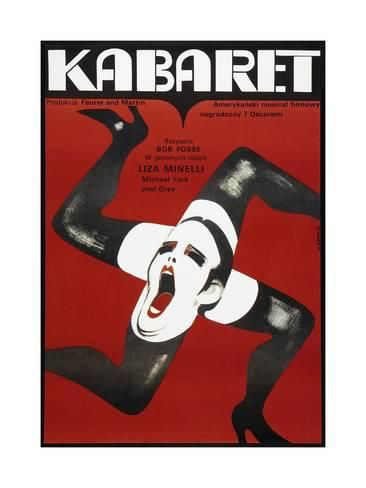 KABARET
Produkcja: Feurer and Martin
Amerykański musical filmowy
nagrodzony 7 Oscarami
Reżyseria
BOB FOSSE
W głównych rolach
LIZA MINELLI
Michael York
Joel Grey